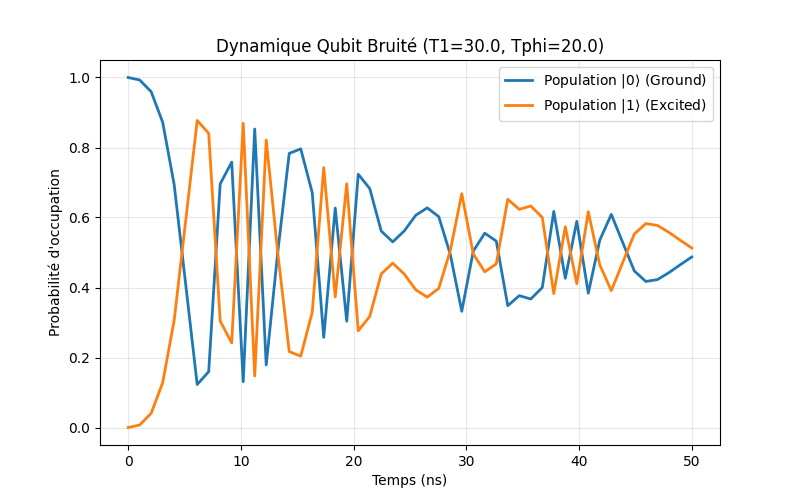 Dynamique Qubit Bruité (T1=30.0, Tphi=20.0)
Population |0⟩ (Ground)
Population |1⟩ (Excited)
Probabilité d'occupation
1.0
0.8
0.6
0.4
0.2
0.0
0 10 20 30 40 50
Temps (ns)